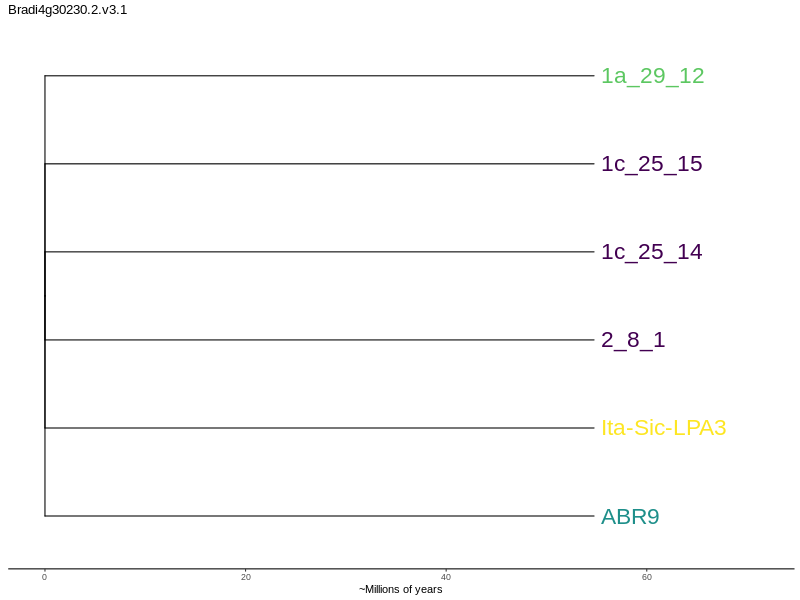 Bradi4g30230.2.v3.1
1a_29_12
1c_25_15
1c_25_14
2_8_1
Ita-Sic-LPA3
ABR9
0 20 40 60
~Millions of years